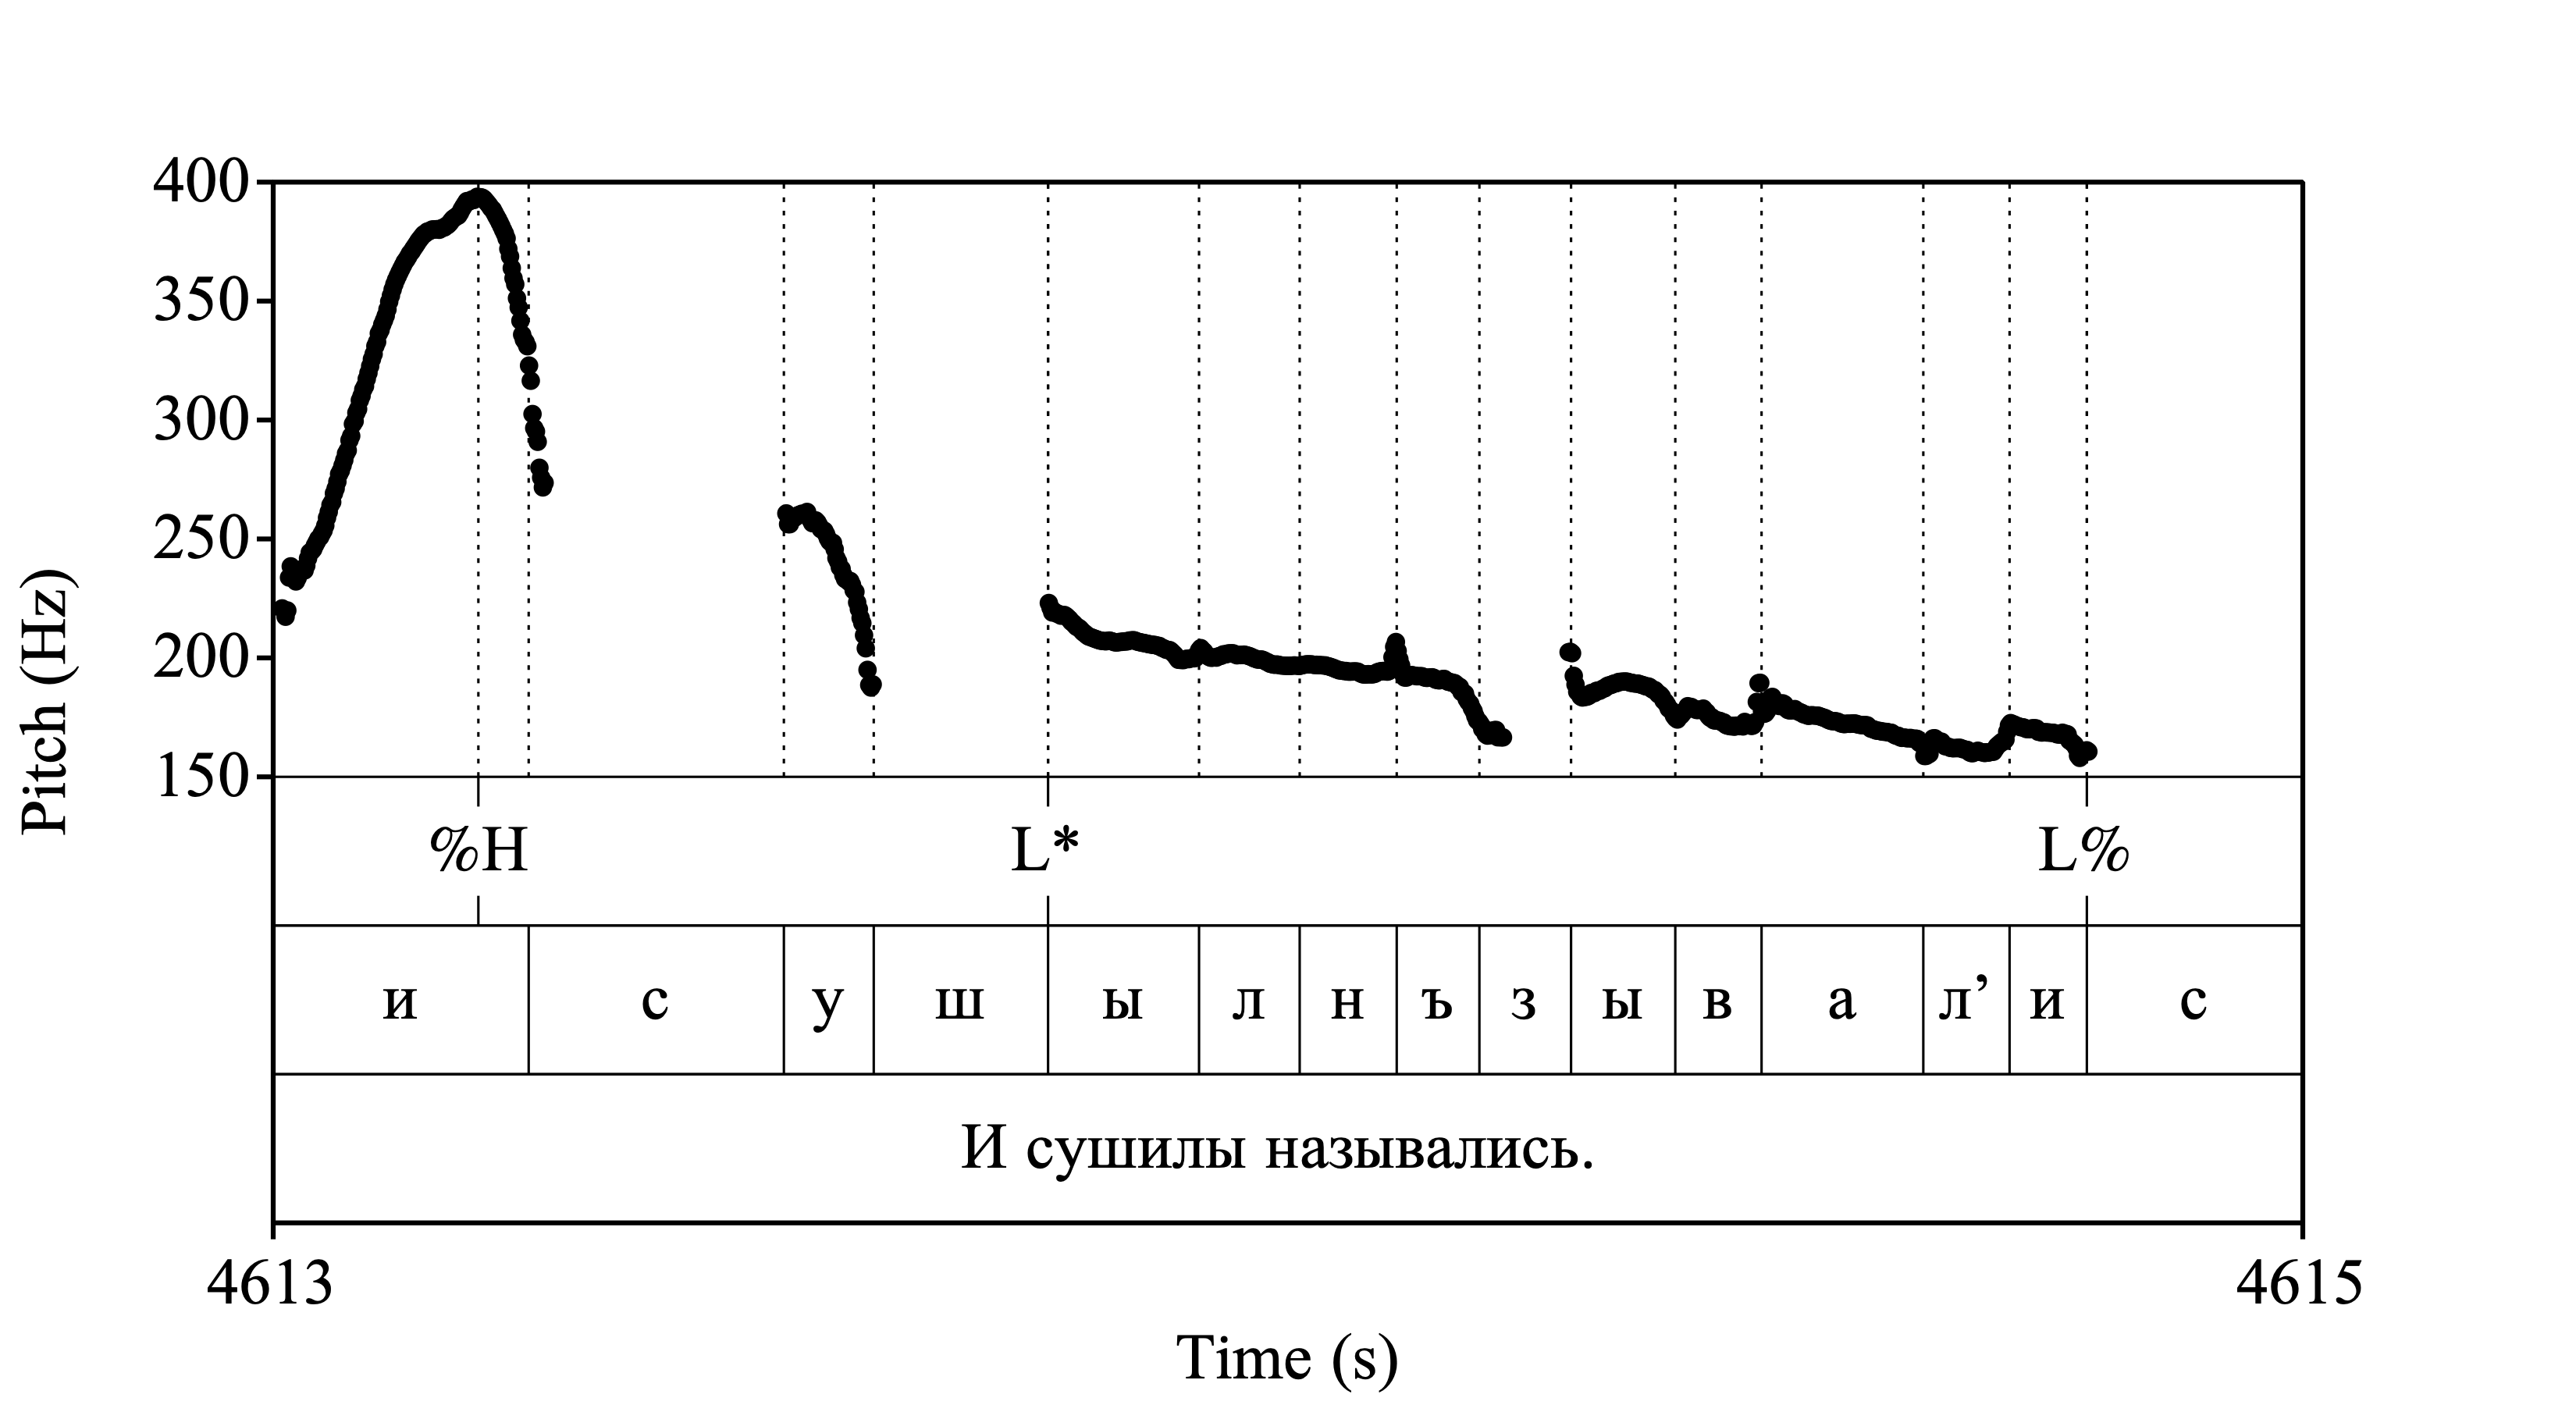 Pitch (Hz)
400
350
300
250
200
150
%H L* L%
и с у ш ы л н ъ з ы в а л’ и с
И сушилы назывались.
4613 4615
Time (s)